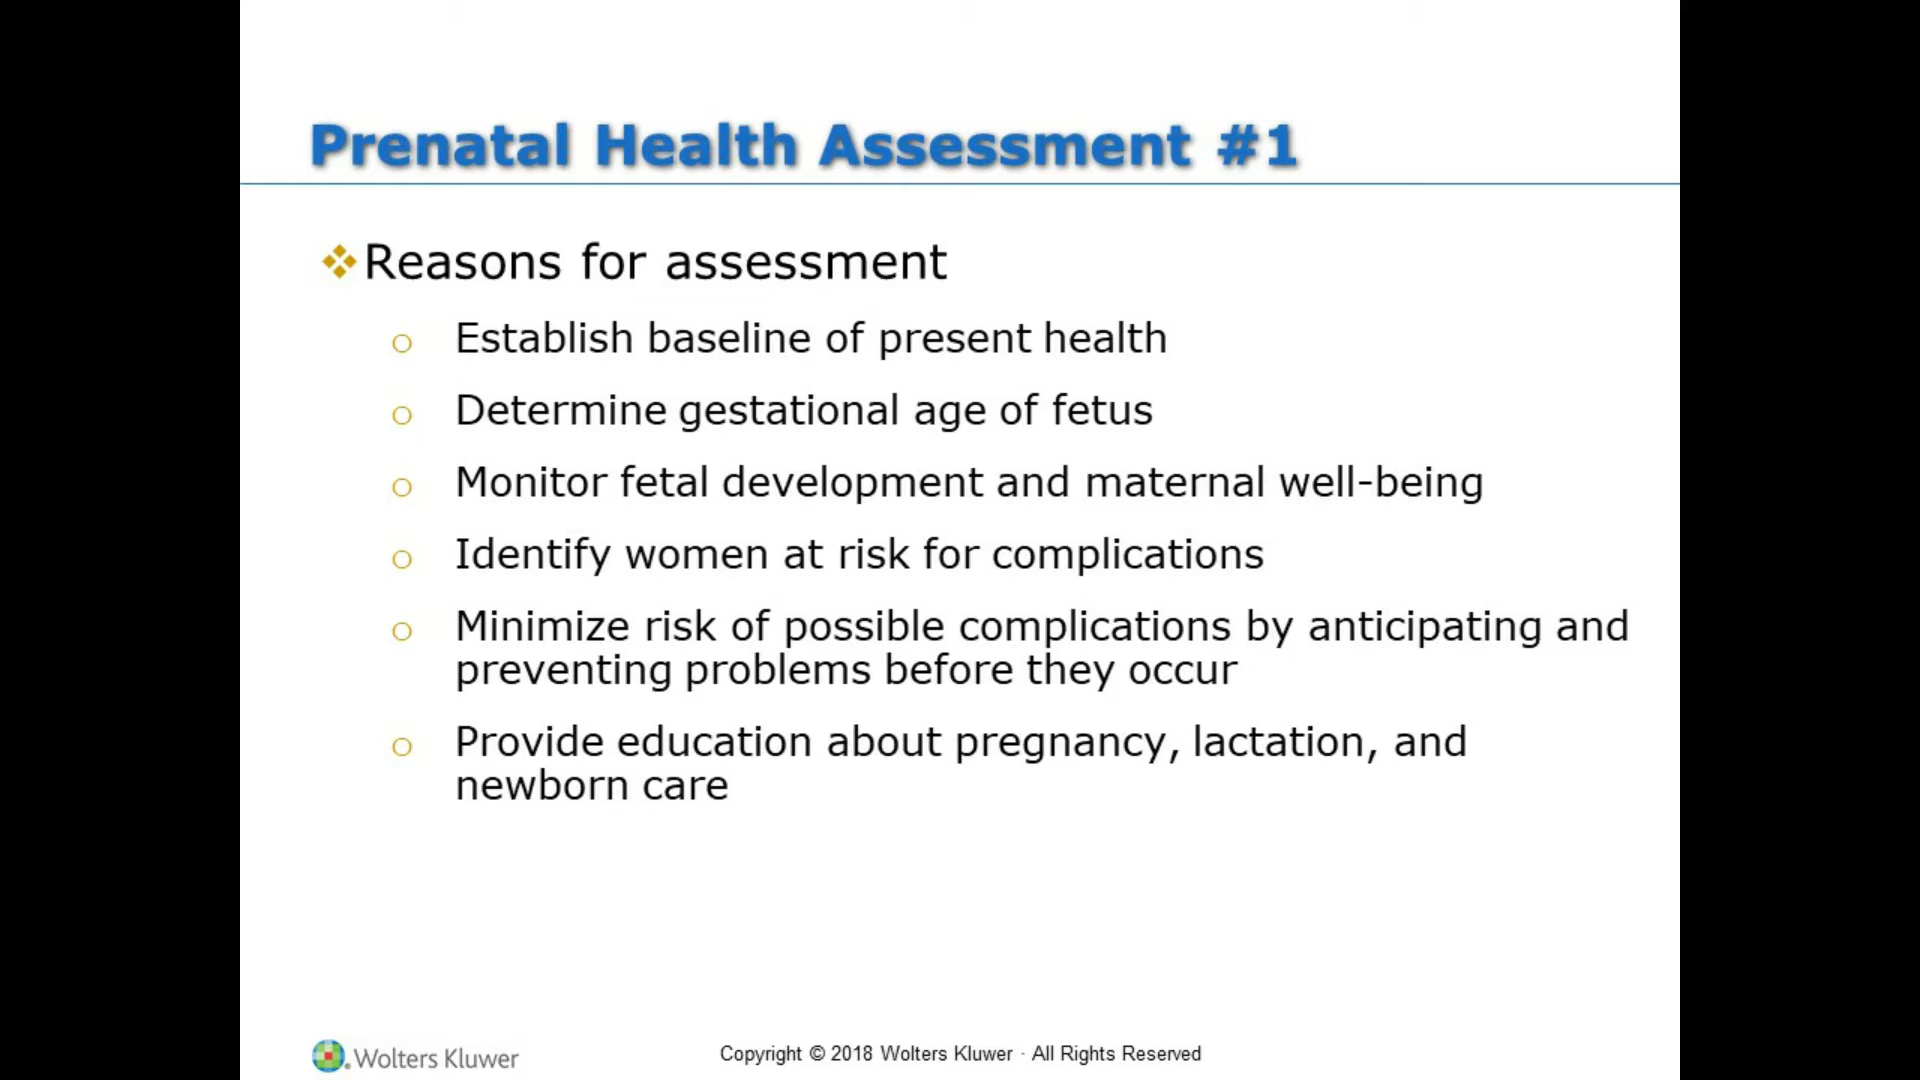 Prenatal Health Assessment #1
Reasons for assessment
Establish baseline of present health
Determine gestational age of fetus
Monitor fetal development and maternal well-being
Identify women at risk for complications
Minimize risk of possible complications by anticipating and
preventing problems before they occur
Provide education about pregnancy, lactation, and
newborn care
Wolters Kluwer
Copyright © 2018 Wolters Kluwer · All Rights Reserved